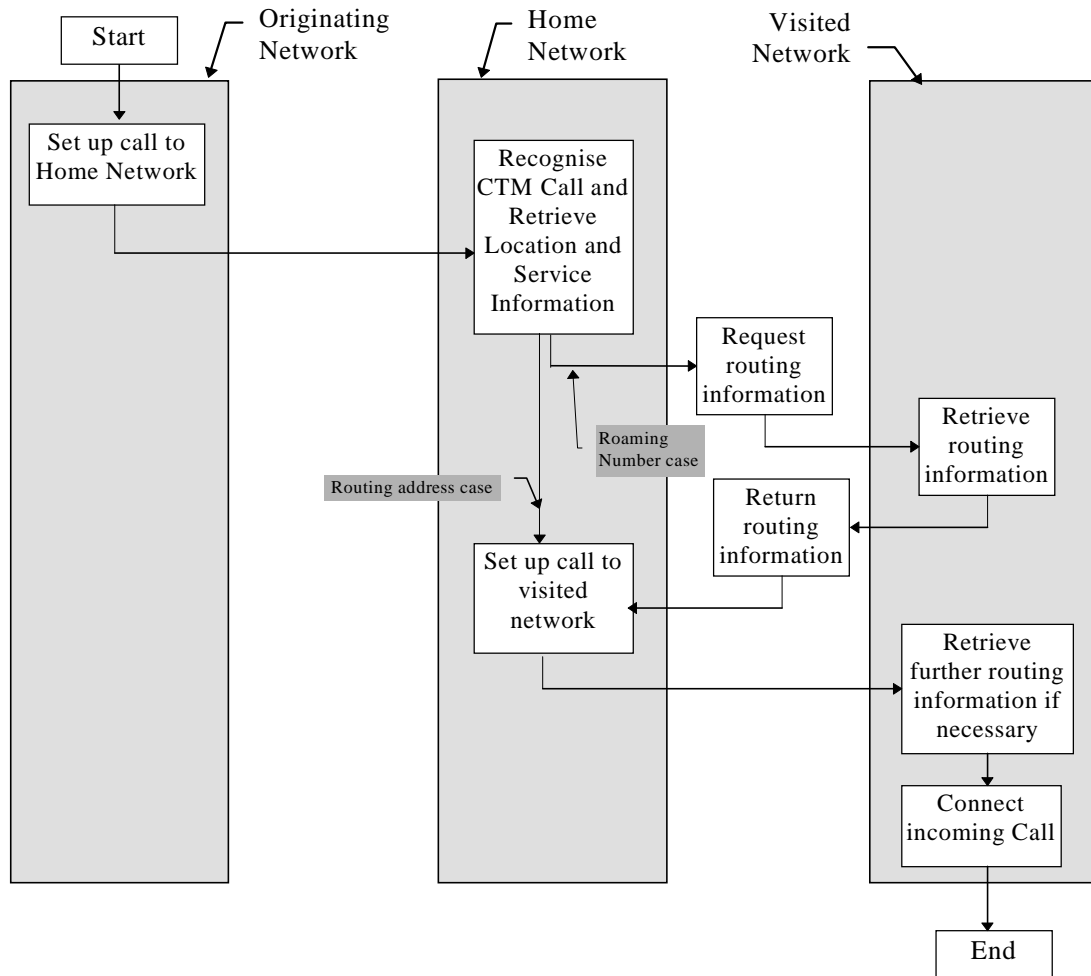 Start
Originating
Network
Home
Network
Visited
Network
Set up call to
Home Network
Recognise
CTM Call and
Retrieve
Location and
Service
Information
Request
routing
information
Roaming
Number case
Retrieve
routing
information
Routing address case
Return
routing
information
Set up call to
visited
network
Retrieve
further routing
information if
necessary
Connect
incoming Call
End